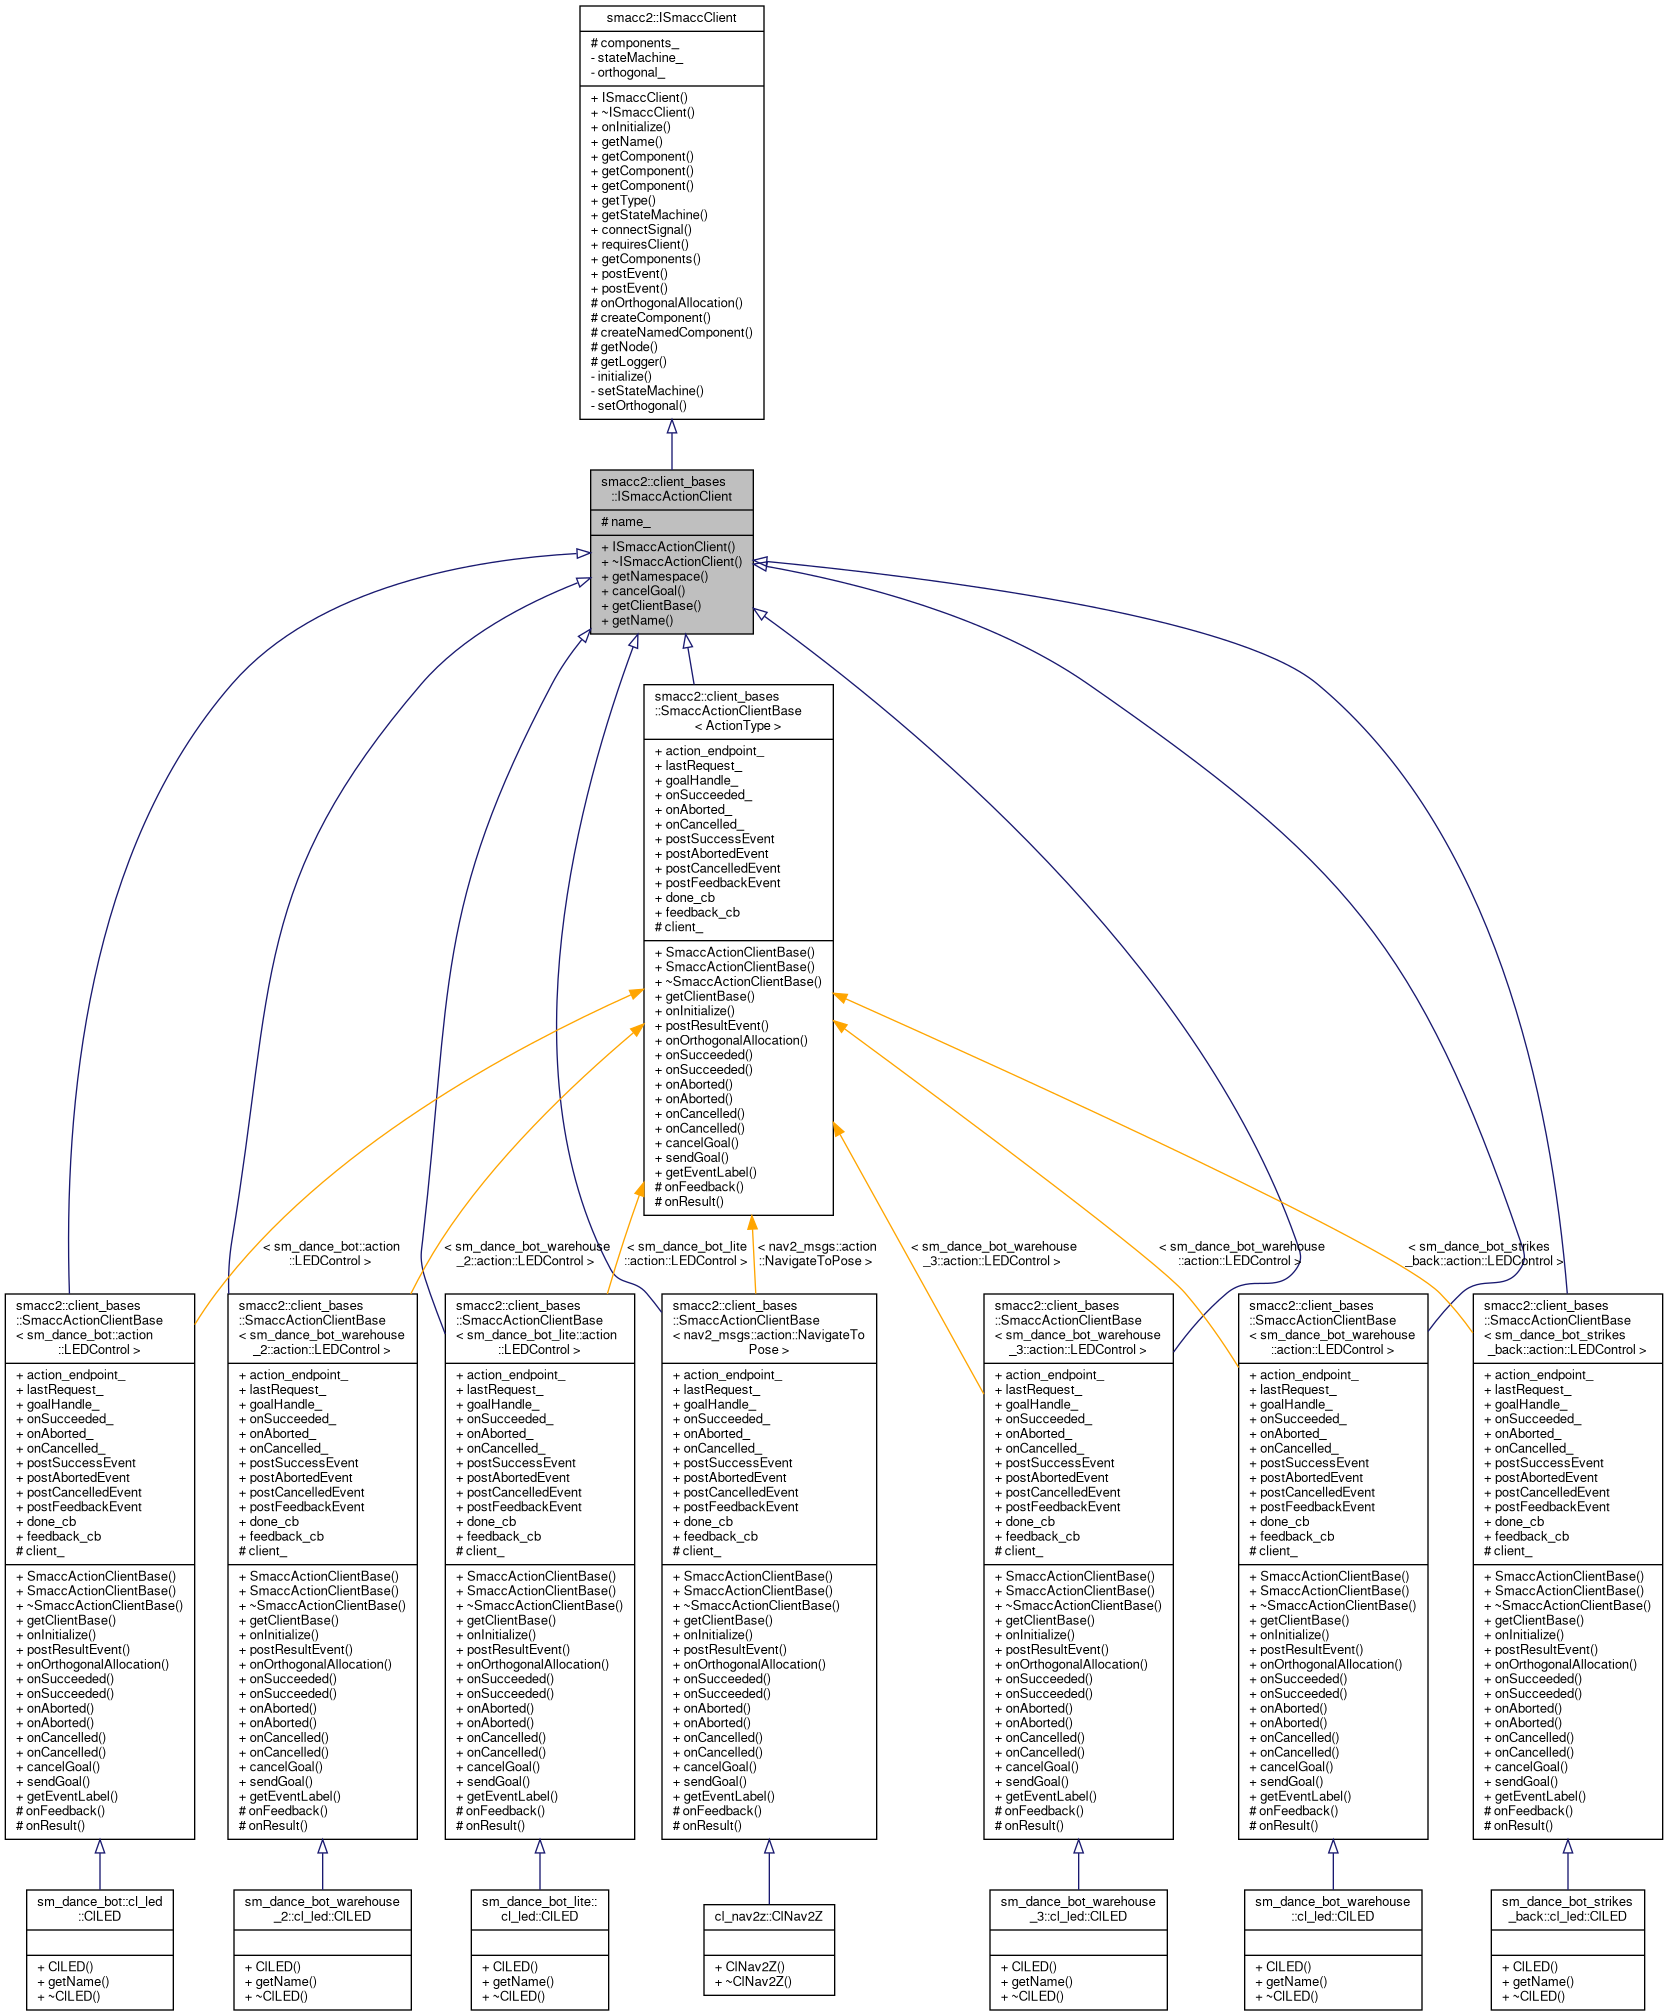 smacc2::ISmaccClient
# components_
- stateMachine_
- orthogonal_
+ ISmaccClient()
+ ~ISmaccClient()
+ onInitialize()
+ getName()
+ getComponent()
+ getComponent()
+ getComponent()
+ getType()
+ getStateMachine()
+ connectSignal()
+ requiresClient()
+ getComponents()
+ postEvent()
+ postEvent()
# onOrthogonalAllocation()
# createComponent()
# createNamedComponent()
# getNode()
# getLogger()
- initialize()
- setStateMachine()
- setOrthogonal()
smacc2::client_bases
::ISmaccActionClient
# name_
+ ISmaccActionClient()
+ ~ISmaccActionClient()
+ getNamespace()
+ cancelGoal()
+ getClientBase()
+ getName()
smacc2::client_bases
::SmaccActionClientBase
< ActionType >
+ action_endpoint_
+ lastRequest_
+ goalHandle_
+ onSucceeded_
+ onAborted_
+ onCancelled_
+ postSuccessEvent
+ postAbortedEvent
+ postCancelledEvent
+ postFeedbackEvent
+ done_cb
+ feedback_cb
# client_
+ SmaccActionClientBase()
+ SmaccActionClientBase()
+ ~SmaccActionClientBase()
+ getClientBase()
+ onInitialize()
+ postResultEvent()
+ onOrthogonalAllocation()
+ onSucceeded()
+ onSucceeded()
+ onAborted()
+ onAborted()
+ onCancelled()
+ onCancelled()
+ cancelGoal()
+ sendGoal()
+ getEventLabel()
# onFeedback()
# onResult()
< sm_dance_bot::action
::LEDControl >
< sm_dance_bot_warehouse
_2::action::LEDControl >
< sm_dance_bot_lite
::action::LEDControl >
< nav2_msgs::action
::NavigateToPose >
< sm_dance_bot_warehouse
_3::action::LEDControl >
< sm_dance_bot_warehouse
::action::LEDControl >
< sm_dance_bot_strikes
_back::action::LEDControl >
smacc2::client_bases
::SmaccActionClientBase
< sm_dance_bot::action
::LEDControl >
+ action_endpoint_
+ lastRequest_
+ goalHandle_
+ onSucceeded_
+ onAborted_
+ onCancelled_
+ postSuccessEvent
+ postAbortedEvent
+ postCancelledEvent
+ postFeedbackEvent
+ done_cb
+ feedback_cb
# client_
+ SmaccActionClientBase()
+ SmaccActionClientBase()
+ ~SmaccActionClientBase()
+ getClientBase()
+ onInitialize()
+ postResultEvent()
+ onOrthogonalAllocation()
+ onSucceeded()
+ onSucceeded()
+ onAborted()
+ onAborted()
+ onCancelled()
+ onCancelled()
+ cancelGoal()
+ sendGoal()
+ getEventLabel()
# onFeedback()
# onResult()
smacc2::client_bases
::SmaccActionClientBase
< sm_dance_bot_warehouse
_2::action::LEDControl >
+ action_endpoint_
+ lastRequest_
+ goalHandle_
+ onSucceeded_
+ onAborted_
+ onCancelled_
+ postSuccessEvent
+ postAbortedEvent
+ postCancelledEvent
+ postFeedbackEvent
+ done_cb
+ feedback_cb
# client_
+ SmaccActionClientBase()
+ SmaccActionClientBase()
+ ~SmaccActionClientBase()
+ getClientBase()
+ onInitialize()
+ postResultEvent()
+ onOrthogonalAllocation()
+ onSucceeded()
+ onSucceeded()
+ onAborted()
+ onAborted()
+ onCancelled()
+ onCancelled()
+ cancelGoal()
+ sendGoal()
+ getEventLabel()
# onFeedback()
# onResult()
smacc2::client_bases
::SmaccActionClientBase
< sm_dance_bot_lite::action
::LEDControl >
+ action_endpoint_
+ lastRequest_
+ goalHandle_
+ onSucceeded_
+ onAborted_
+ onCancelled_
+ postSuccessEvent
+ postAbortedEvent
+ postCancelledEvent
+ postFeedbackEvent
+ done_cb
+ feedback_cb
# client_
+ SmaccActionClientBase()
+ SmaccActionClientBase()
+ ~SmaccActionClientBase()
+ getClientBase()
+ onInitialize()
+ postResultEvent()
+ onOrthogonalAllocation()
+ onSucceeded()
+ onSucceeded()
+ onAborted()
+ onAborted()
+ onCancelled()
+ onCancelled()
+ cancelGoal()
+ sendGoal()
+ getEventLabel()
# onFeedback()
# onResult()
smacc2::client_bases
::SmaccActionClientBase
< nav2_msgs::action::NavigateTo
Pose >
+ action_endpoint_
+ lastRequest_
+ goalHandle_
+ onSucceeded_
+ onAborted_
+ onCancelled_
+ postSuccessEvent
+ postAbortedEvent
+ postCancelledEvent
+ postFeedbackEvent
+ done_cb
+ feedback_cb
# client_
+ SmaccActionClientBase()
+ SmaccActionClientBase()
+ ~SmaccActionClientBase()
+ getClientBase()
+ onInitialize()
+ postResultEvent()
+ onOrthogonalAllocation()
+ onSucceeded()
+ onSucceeded()
+ onAborted()
+ onAborted()
+ onCancelled()
+ onCancelled()
+ cancelGoal()
+ sendGoal()
+ getEventLabel()
# onFeedback()
# onResult()
smacc2::client_bases
::SmaccActionClientBase
< sm_dance_bot_warehouse
_3::action::LEDControl >
+ action_endpoint_
+ lastRequest_
+ goalHandle_
+ onSucceeded_
+ onAborted_
+ onCancelled_
+ postSuccessEvent
+ postAbortedEvent
+ postCancelledEvent
+ postFeedbackEvent
+ done_cb
+ feedback_cb
# client_
+ SmaccActionClientBase()
+ SmaccActionClientBase()
+ ~SmaccActionClientBase()
+ getClientBase()
+ onInitialize()
+ postResultEvent()
+ onOrthogonalAllocation()
+ onSucceeded()
+ onSucceeded()
+ onAborted()
+ onAborted()
+ onCancelled()
+ onCancelled()
+ cancelGoal()
+ sendGoal()
+ getEventLabel()
# onFeedback()
# onResult()
smacc2::client_bases
::SmaccActionClientBase
< sm_dance_bot_warehouse
::action::LEDControl >
+ action_endpoint_
+ lastRequest_
+ goalHandle_
+ onSucceeded_
+ onAborted_
+ onCancelled_
+ postSuccessEvent
+ postAbortedEvent
+ postCancelledEvent
+ postFeedbackEvent
+ done_cb
+ feedback_cb
# client_
+ SmaccActionClientBase()
+ SmaccActionClientBase()
+ ~SmaccActionClientBase()
+ getClientBase()
+ onInitialize()
+ postResultEvent()
+ onOrthogonalAllocation()
+ onSucceeded()
+ onSucceeded()
+ onAborted()
+ onAborted()
+ onCancelled()
+ onCancelled()
+ cancelGoal()
+ sendGoal()
+ getEventLabel()
# onFeedback()
# onResult()
smacc2::client_bases
::SmaccActionClientBase
< sm_dance_bot_strikes
_back::action::LEDControl >
+ action_endpoint_
+ lastRequest_
+ goalHandle_
+ onSucceeded_
+ onAborted_
+ onCancelled_
+ postSuccessEvent
+ postAbortedEvent
+ postCancelledEvent
+ postFeedbackEvent
+ done_cb
+ feedback_cb
# client_
+ SmaccActionClientBase()
+ SmaccActionClientBase()
+ ~SmaccActionClientBase()
+ getClientBase()
+ onInitialize()
+ postResultEvent()
+ onOrthogonalAllocation()
+ onSucceeded()
+ onSucceeded()
+ onAborted()
+ onAborted()
+ onCancelled()
+ onCancelled()
+ cancelGoal()
+ sendGoal()
+ getEventLabel()
# onFeedback()
# onResult()
sm_dance_bot::cl_led
::ClLED
+ ClLED()
+ getName()
+ ~ClLED()
sm_dance_bot_warehouse
_2::cl_led::ClLED
+ ClLED()
+ getName()
+ ~ClLED()
sm_dance_bot_lite::
cl_led::ClLED
+ ClLED()
+ getName()
+ ~ClLED()
cl_nav2z::ClNav2Z
+ ClNav2Z()
+ ~ClNav2Z()
sm_dance_bot_warehouse
_3::cl_led::ClLED
+ ClLED()
+ getName()
+ ~ClLED()
sm_dance_bot_warehouse
::cl_led::ClLED
+ ClLED()
+ getName()
+ ~ClLED()
sm_dance_bot_strikes
_back::cl_led::ClLED
+ ClLED()
+ getName()
+ ~ClLED()